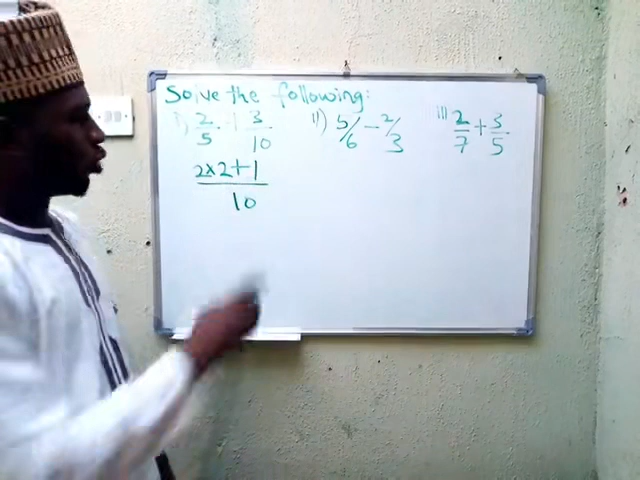 Solve the following:
i) 2/5 + 3/10
ii) 5/6 - 2/3
iii) 2/7 + 3/5
2x2+1
10